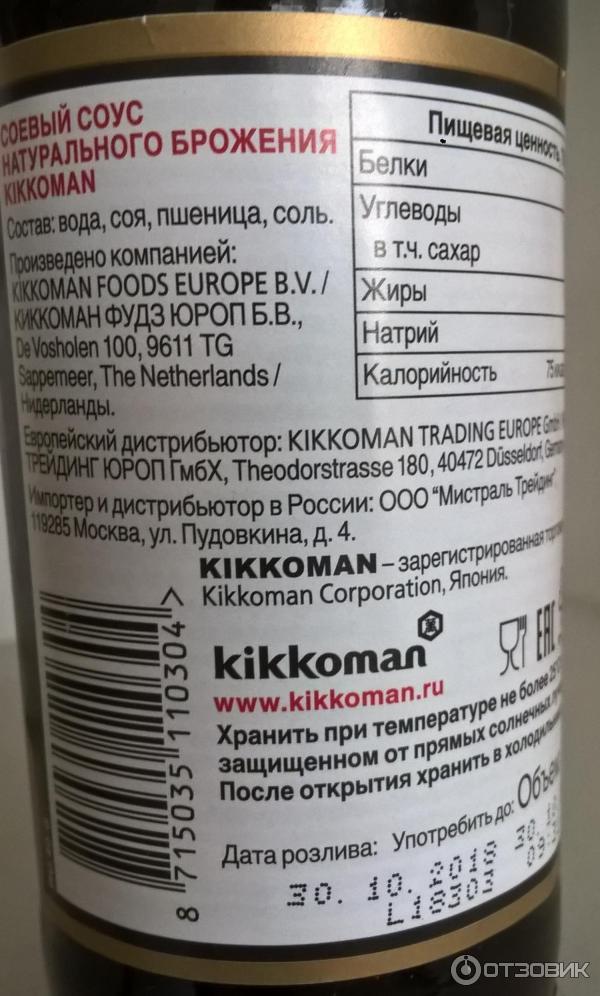 СОЕВЫЙ СОУС
НАТУРАЛЬНОГО БРОЖЕНИЯ
KIKKOMAN
Состав: вода, соя, пшеница, соль.
Произведено компанией:
KIKKOMAN FOODS EUROPE B.V. /
КИККОМАН ФУДЗ ЮРОП Б.В.,
De Vosholen 100, 9611 TG
Sappemeer, The Netherlands /
Нидерланды.
Пищевая ценность
Белки
Углеводы
в т.ч. сахар
Жиры
Натрий
Калорийность 75
Европейский дистрибьютор: KIKKOMAN TRADING EUROPE GmbH
ТРЕЙДИНГ ЮРОП ГмбХ, Theodorstrasse 180, 40472 Düsseldorf,
Импортер и дистрибьютор в России: ООО "Мистраль Трейдинг"
119285 Москва, ул. Пудовкина, д. 4.
KIKKOMAN – зарегистрированная
Kikkoman Corporation, Япония.
kikkoman
www.kikkoman.ru
EAC
Хранить при температуре не более 25°
защищенном от прямых солнечных
После открытия хранить в
Дата розлива: Употребить до:
30. 10. 2018 30.
L18303 09:
8 715035 110304 >
ОТЗОВИК